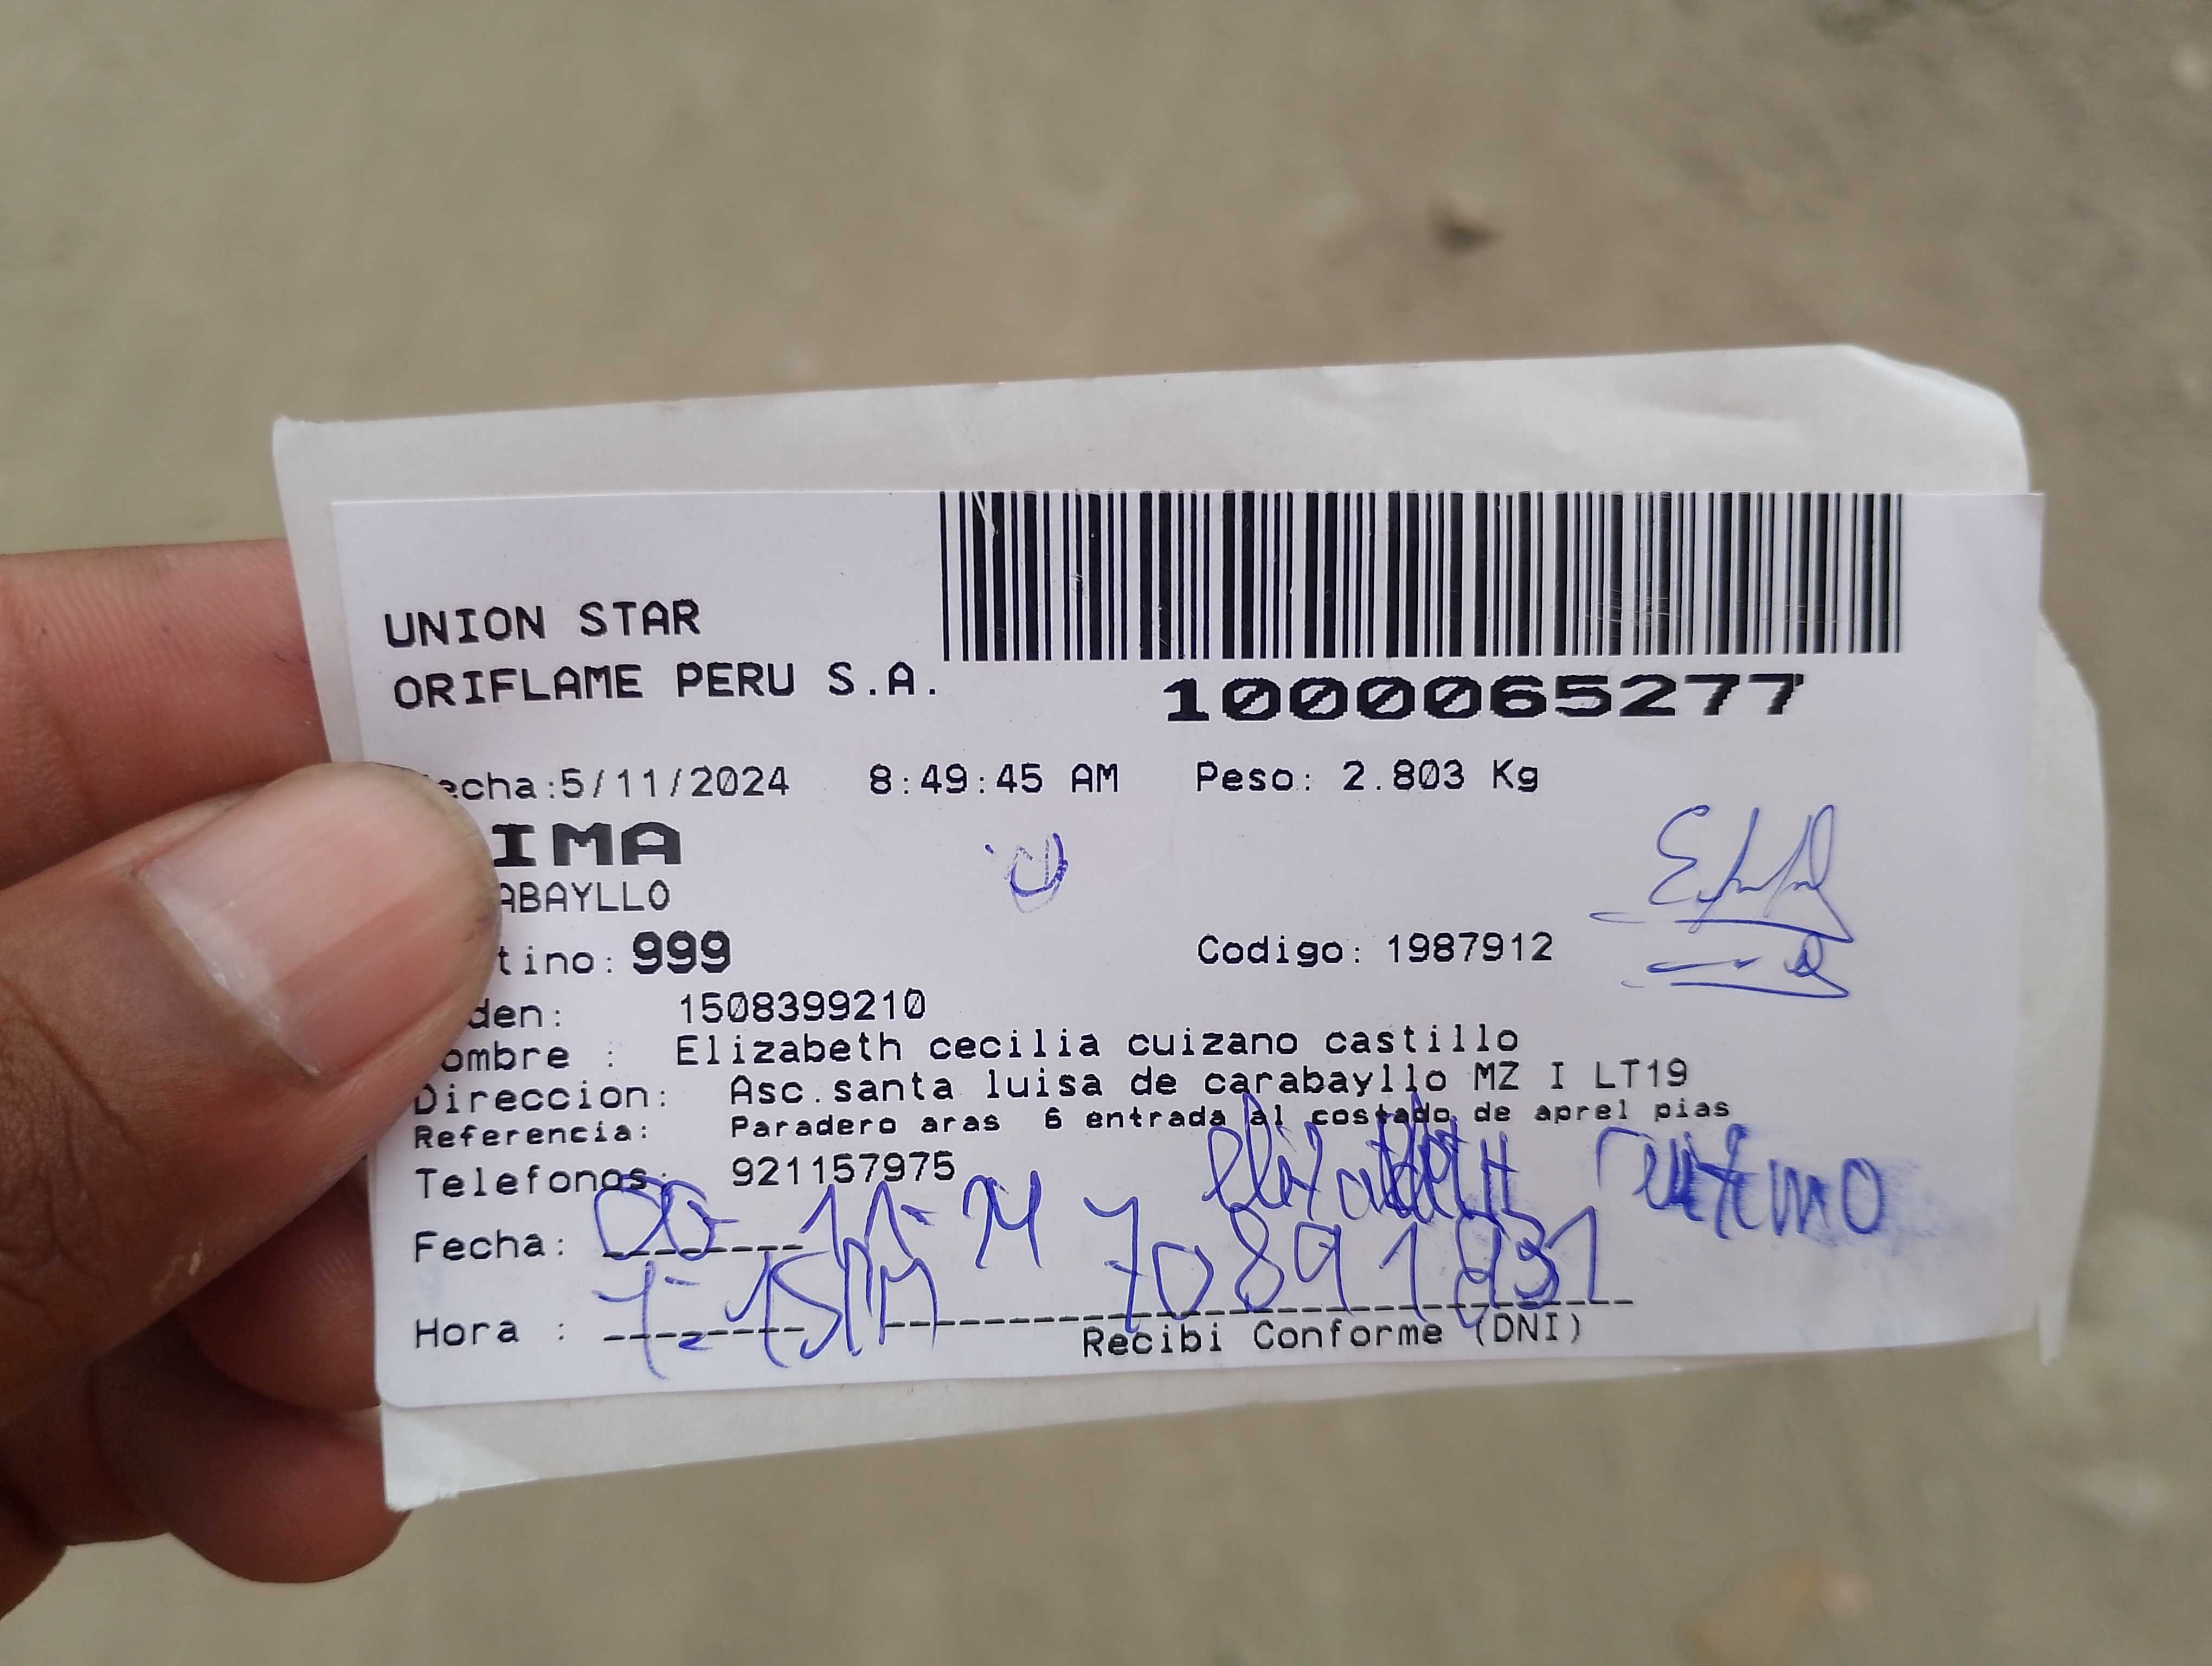 UNION STAR
ORIFLAME PERU S.A.
1000065277
echa:5/11/2024 8:49:45 AM Peso: 2.803 Kg
IMA
ABAYLLO
tino: 999 Codigo: 1987912
den: 1508399210
ombre : Elizabeth cecilia cuizano castillo
Direccion: Asc.santa luisa de carabayllo MZ I LT19
Referencia: Paradero aras 6 entrada al costado de aprel pias
Telefonos: 921157975
Elizabeth
Fecha:
Hora :
Recibi Conforme (DNI)